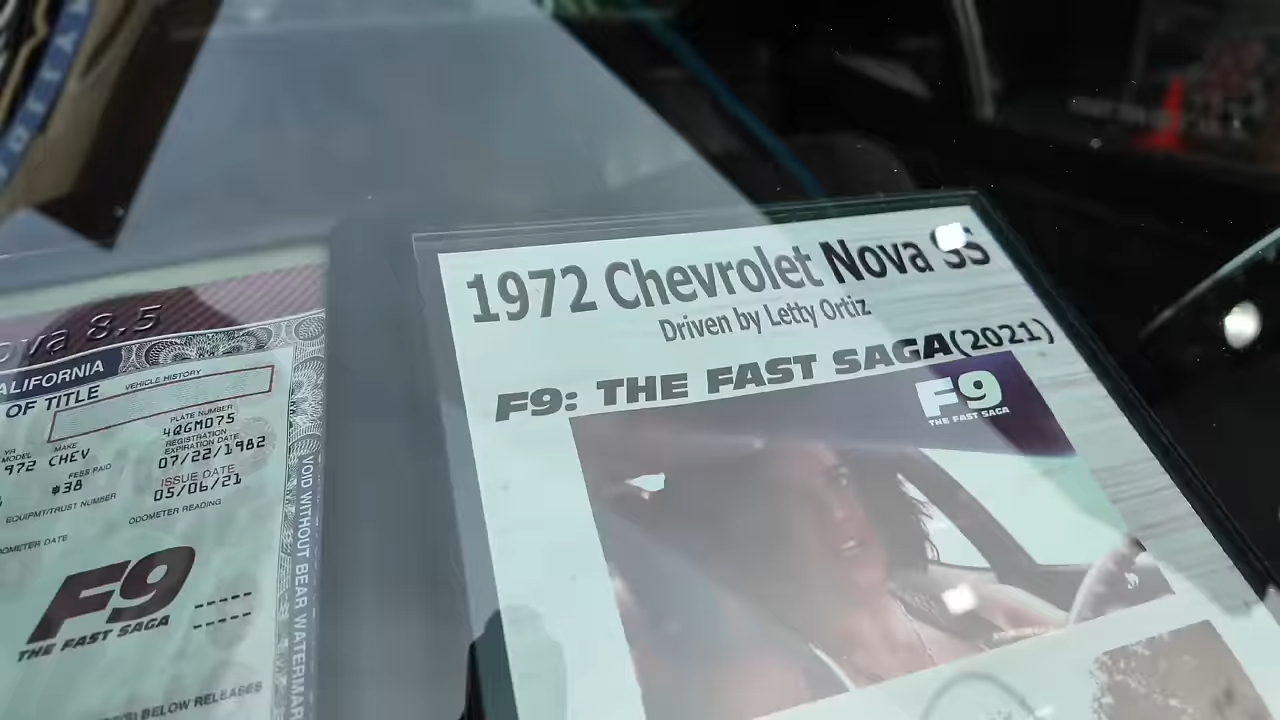 ova 8.5
ALIFORNIA
OF TITLE
VEHICLE HISTORY
PLATE NUMBER
4QGM075
REGISTRATION
EXPIRATION DATE
07/22/1982
YR
MODEL
MAKE
972 CHEV
FEES PAID
$38
ISSUE DATE
05/06/21
EQUIPMT/TRUST NUMBER
ODOMETER READING
OMETER DATE
F9
THE FAST SAGA
VOID WITHOUT BEAR WATERMAR
BELOW RELEASES
1972 Chevrolet Nova SS
Driven by Letty Ortiz
F9: THE FAST SAGA(2021)
F9
THE FAST SAGA